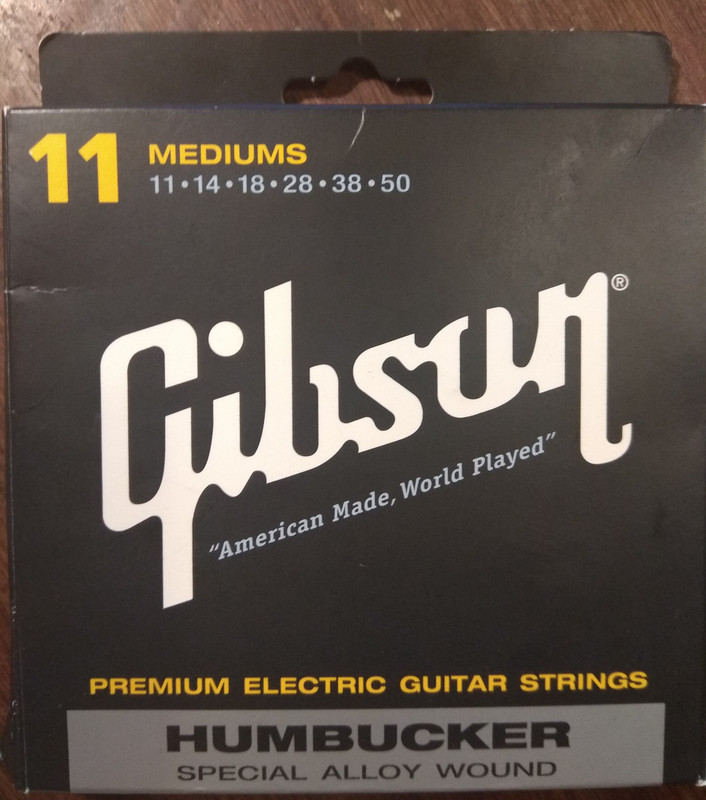 11
MEDIUMS
11•14•18•28•38•50
Gibson®
“American Made, World Played”
PREMIUM ELECTRIC GUITAR STRINGS
HUMBUCKER
SPECIAL ALLOY WOUND